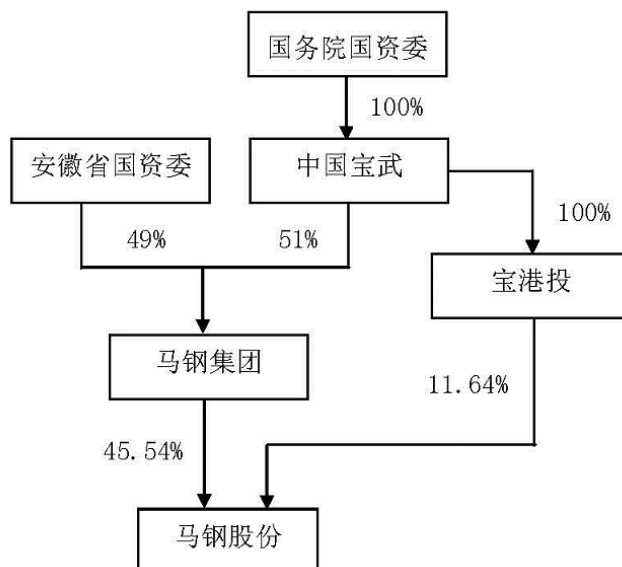 国务院国资委
100%
安徽省国资委
中国宝武
49%
51%
100%
宝港投
马钢集团
11.64%
45.54%
马钢股份